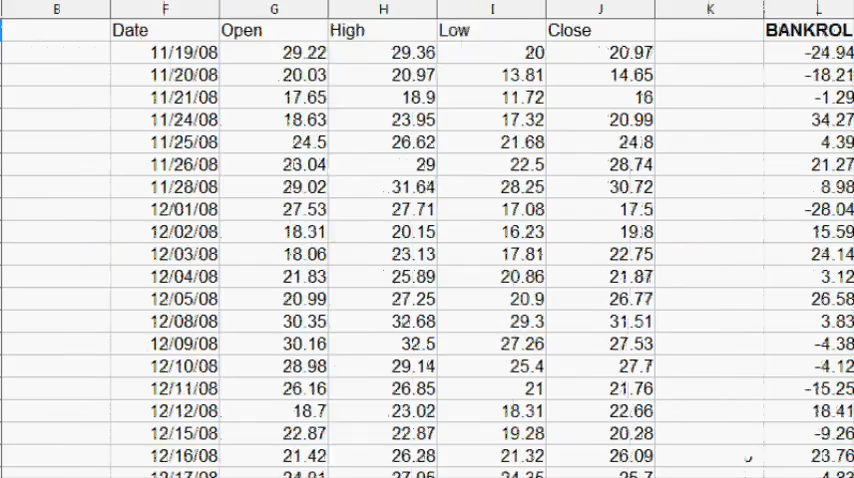 B F G H I J K L
Date Open High Low Close BANKROL
11/19/08 29.22 29.36 20 20.97 -24.94
11/20/08 20.03 20.97 13.81 14.65 -18.21
11/21/08 17.65 18.9 11.72 16 -1.29
11/24/08 18.63 23.95 17.32 20.99 34.27
11/25/08 24.5 26.62 21.68 24.8 4.39
11/26/08 23.04 29 22.5 28.74 21.27
11/28/08 29.02 31.64 28.25 30.72 8.98
12/01/08 27.53 27.71 17.08 17.5 -28.04
12/02/08 18.31 20.15 16.23 19.8 15.59
12/03/08 18.06 23.13 17.81 22.75 24.14
12/04/08 21.83 25.89 20.86 21.87 3.12
12/05/08 20.99 27.25 20.9 26.77 26.58
12/08/08 30.35 32.68 29.3 31.51 3.83
12/09/08 30.16 32.5 27.26 27.53 -4.38
12/10/08 28.98 29.14 25.4 27.7 -4.12
12/11/08 26.16 26.85 21 21.76 -15.25
12/12/08 18.7 23.02 18.31 22.66 18.41
12/15/08 22.87 22.87 19.28 20.28 -9.26
12/16/08 21.42 26.28 21.32 26.09 23.76
12/17/08 27.05 24.35 25.7